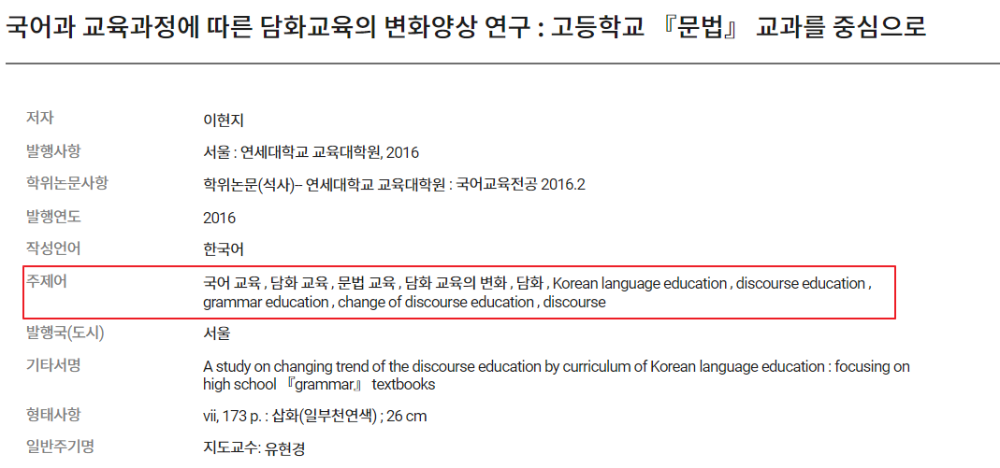 국어과 교육과정에 따른 담화교육의 변화양상 연구 : 고등학교 『문법』 교과를 중심으로
저자 이현지
발행사항 서울 : 연세대학교 교육대학원, 2016
학위논문사항 학위논문(석사)-- 연세대학교 교육대학원 : 국어교육전공 2016.2
발행연도 2016
작성언어 한국어
주제어 국어 교육 , 담화 교육 , 문법 교육 , 담화 교육의 변화 , 담화 , Korean language education , discourse education ,
grammar education , change of discourse education , discourse
발행국(도시) 서울
기타서명 A study on changing trend of the discourse education by curriculum of Korean language education : focusing on
high school 『grammar』 textbooks
형태사항 vii, 173 p. : 삽화(일부천연색) ; 26 cm
일반주기명 지도교수: 유현경